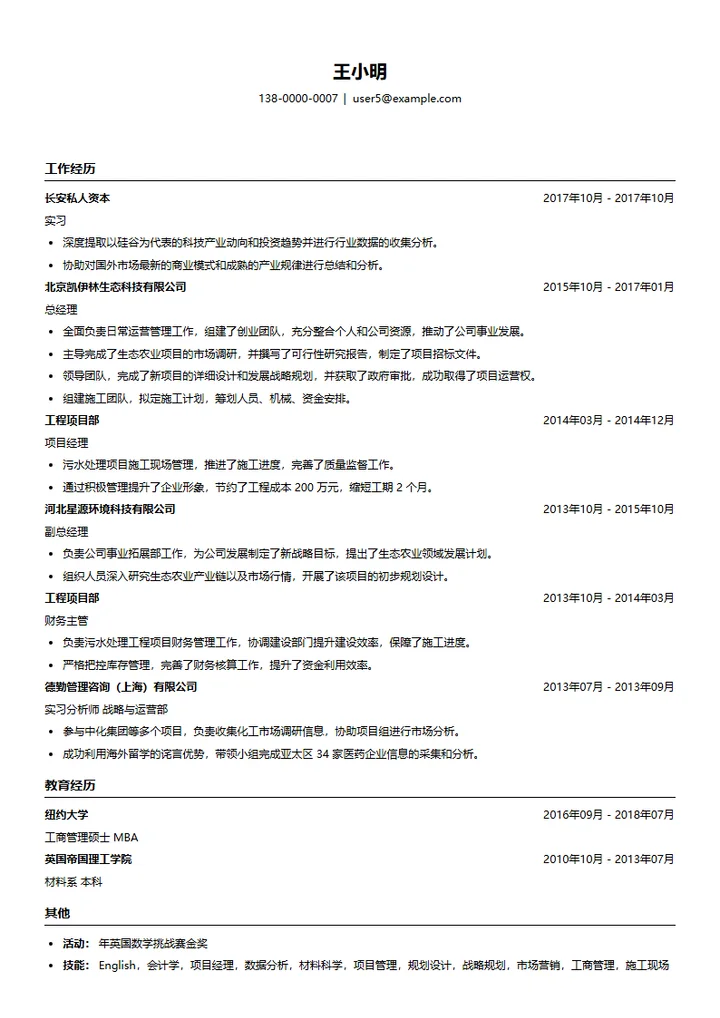 王小明
138-0000-0007 | user5@example.com
工作经历
长安私人资本 2017年10月 - 2017年10月
实习
• 深度提取以硅谷为代表的科技产业动向和投资趋势并进行行业数据的收集分析。
• 协助对国外市场最新的商业模式和成熟的产业规律进行总结和分析。
北京凯伊林生态科技有限公司 2015年10月 - 2017年01月
总经理
• 全面负责日常运营管理工作，组建了创业团队，充分整合个人和公司资源，推动了公司事业发展。
• 主导完成了生态农业项目的市场调研，并撰写了可行性研究报告，制定了项目招标文件。
• 领导团队，完成了新项目的详细设计和发展战略规划，并获取了政府审批，成功取得了项目运营权。
• 组建施工团队，拟定施工计划，筹划人员、机械、资金安排。
工程项目部 2014年03月 - 2014年12月
项目经理
• 污水处理项目施工现场管理，推进了施工进度，完善了质量监督工作。
• 通过积极管理提升了企业形象，节约了工程成本 200 万元，缩短工期 2 个月。
河北星源环境科技有限公司 2013年10月 - 2015年10月
副总经理
• 负责公司事业拓展部工作，为公司发展制定了新战略目标，提出了生态农业领域发展计划。
• 组织人员深入研究生态农业产业链以及市场行情，开展了该项目的初步规划设计。
工程项目部 2013年10月 - 2014年03月
财务主管
• 负责污水处理工程项目财务管理工作，协调建设部门提升建设效率，保障了施工进度。
• 严格把控库存管理，完善了财务核算工作，提升了资金利用效率。
德勤管理咨询（上海）有限公司 2013年07月 - 2013年09月
实习分析师 战略与运营部
• 参与中化集团等多个项目，负责收集化工市场调研信息，协助项目组进行市场分析。
• 成功利用海外留学的诧言优势，带领小组完成亚太区 34 家医药企业信息的采集和分析。
教育经历
纽约大学 2016年09月 - 2018年07月
工商管理硕士 MBA
英国帝国理工学院 2010年10月 - 2013年07月
材料系 本科
其他
• 活动： 年英国数学挑战赛金奖
• 技能： English，会计学，项目经理，数据分析，材料科学，项目管理，规划设计，战略规划，市场营销，工商管理，施工现场